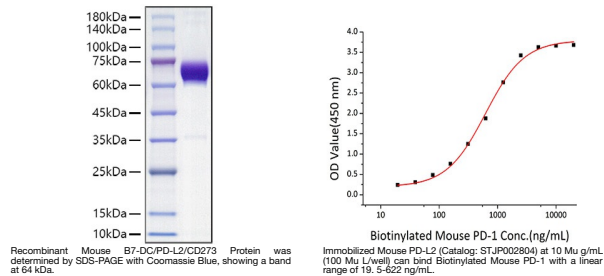 180kDa
140kDa
100kDa
75kDa
60kDa
45kDa
35kDa
25kDa
15kDa
10kDa
Recombinant Mouse B7-DC/PD-L2/CD273 Protein was
determined by SDS-PAGE with Coomassie Blue, showing a band
at 64 kDa.
OD Value(450 nm)
4.0
3.5
3.0
2.5
2.0
1.5
1.0
0.5
0.0
10 100 1000 10000
Biotinylated Mouse PD-1 Conc.(ng/mL)
Immobilized Mouse PD-L2 (Catalog: STJP002804) at 10 Mu g/mL
(100 Mu L/well) can bind Biotinylated Mouse PD-1 with a linear
range of 19. 5-622 ng/mL.